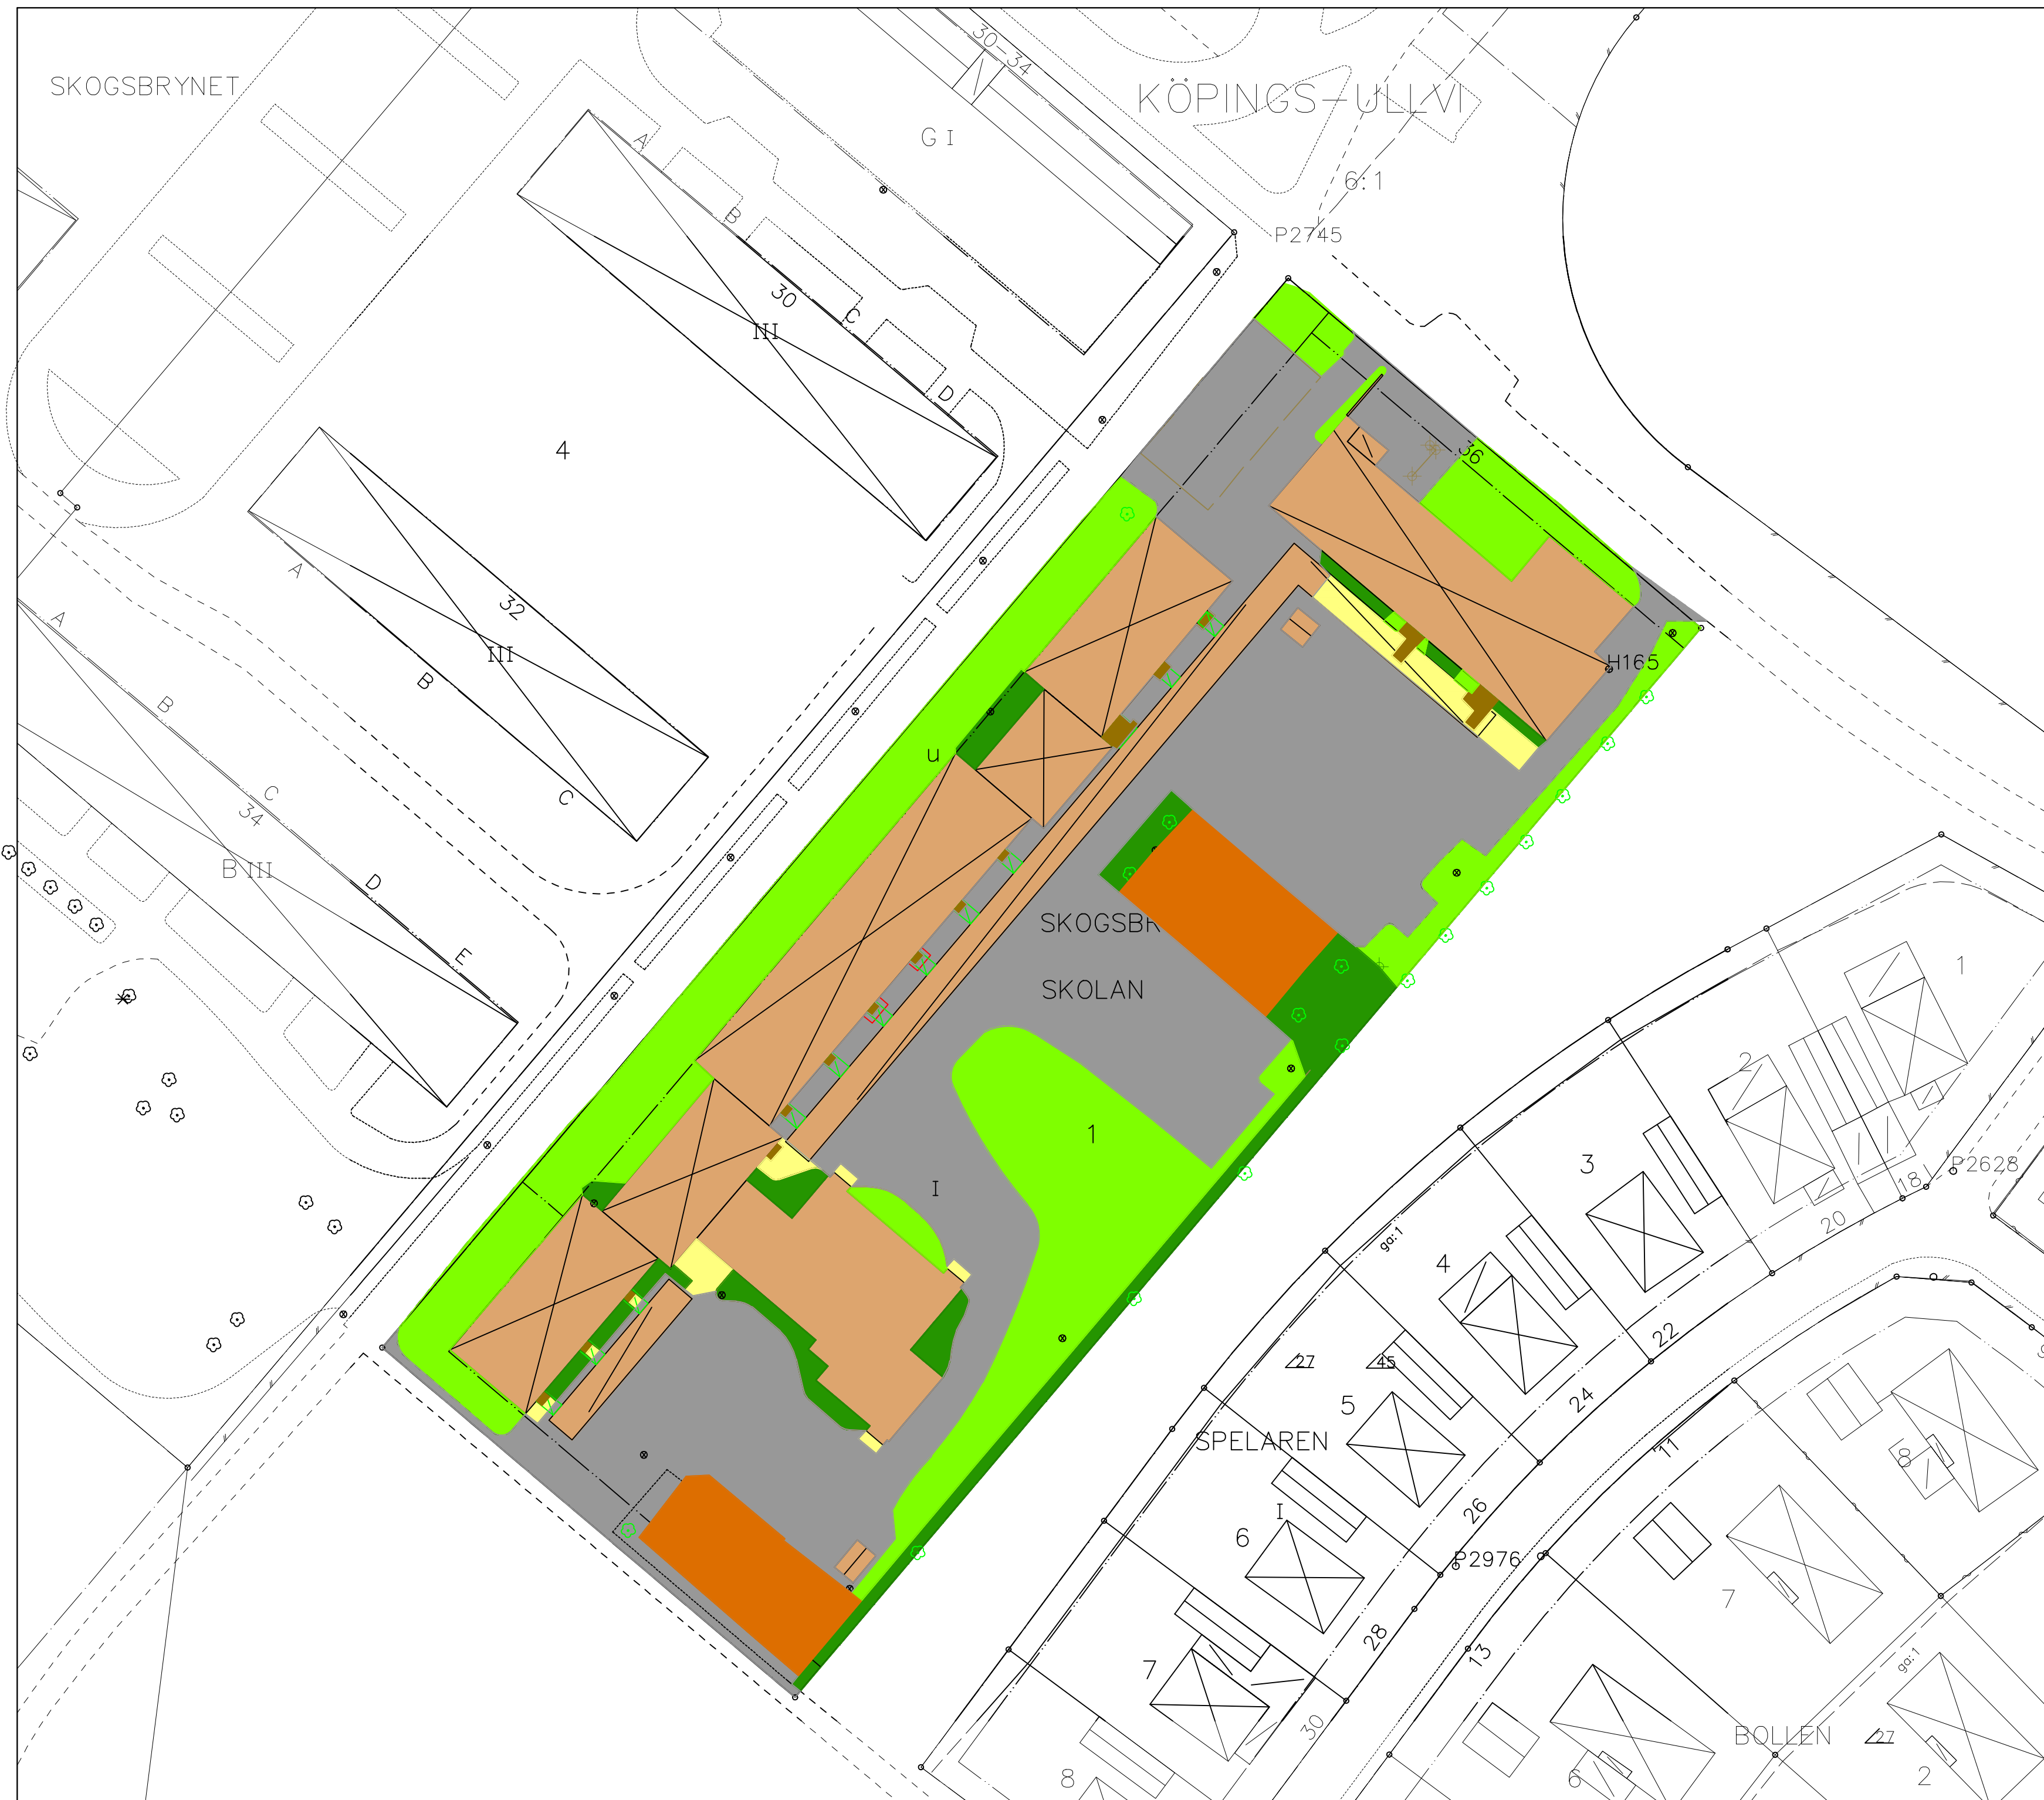 SKOGSBRYNET
30-34
KÖPINGS-ULLVI
G I
6:1
P2745
A
B
30
C
III
D
4
36
A
32
III
B
C
H165
A
B
C
34
B III
D
E
u
SKOGSBR
SKOLAN
1
I
1
2
3
P2628
18
20
ga:1
4
22
27
45
5
24
SPELAREN
11
8
26
I
6
P2976
7
28
13
7
ga:1
30
BOLLEN
27
8
6
2